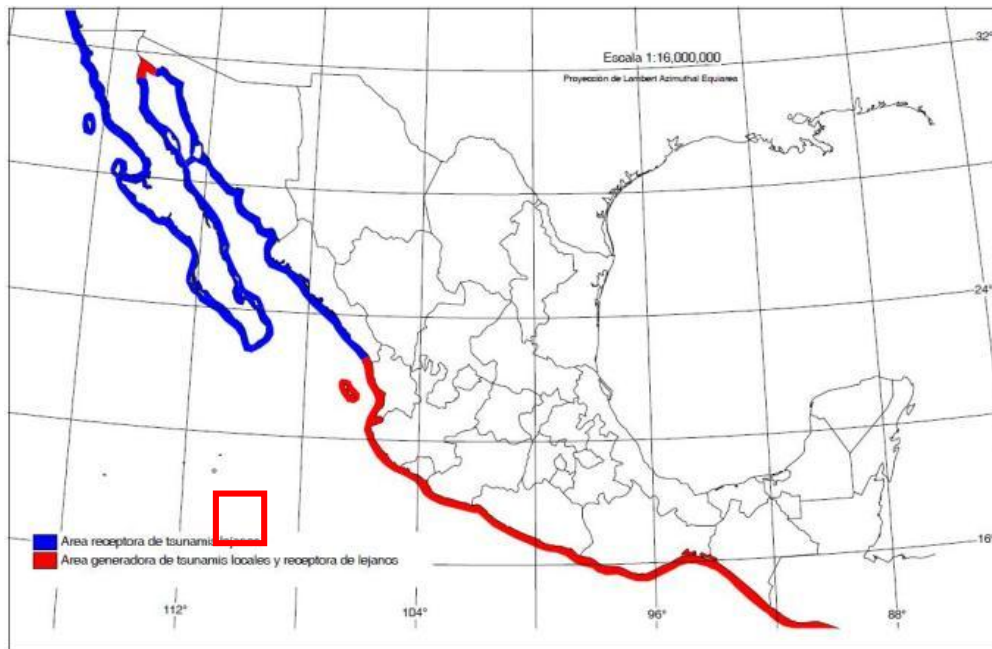 32°
Escala 1:16,000,000
Proyección de Lambert Azimuthal Equiarea
24°
16°
Area receptora de tsunamis lejanos
Area generadora de tsunamis locales y receptora de lejanos
112°
104°
96°
88°